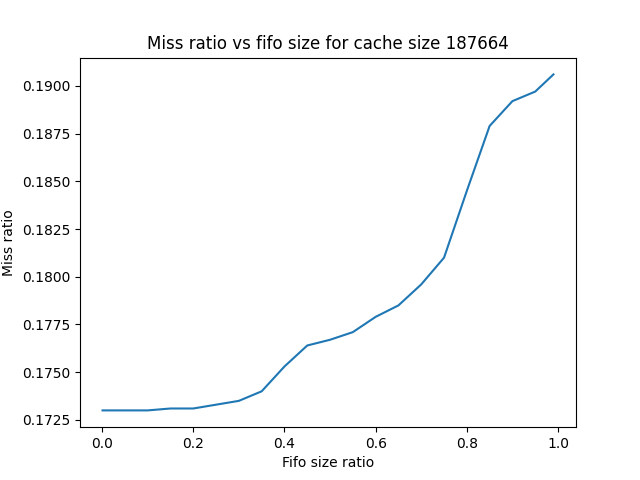 Miss ratio vs fifo size for cache size 187664
0.1900
0.1875
0.1850
0.1825
0.1800
0.1775
0.1750
0.1725
Miss ratio
0.0 0.2 0.4 0.6 0.8 1.0
Fifo size ratio